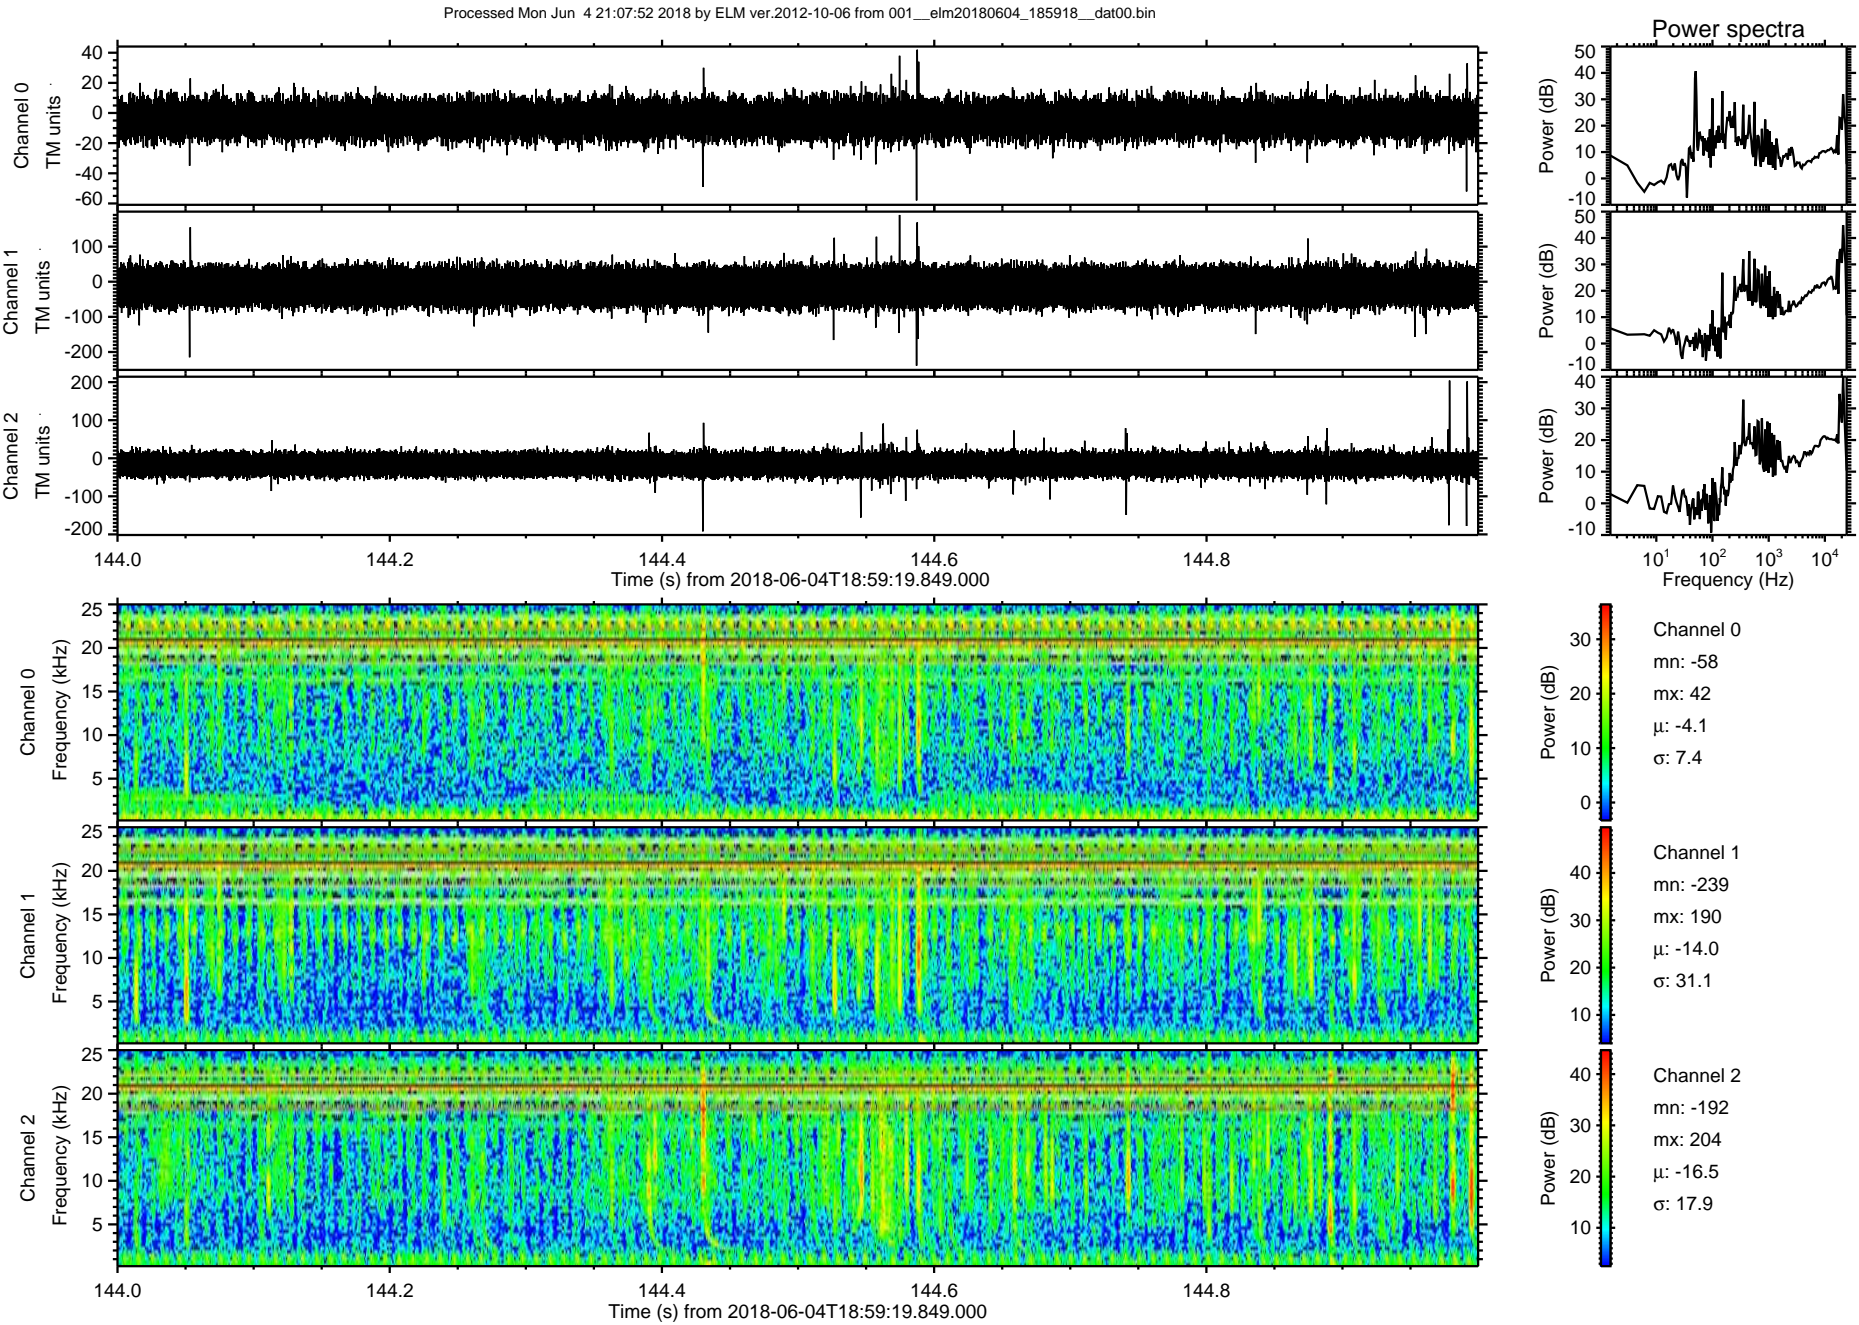 Processed Mon Jun  4 21:07:52 2018 by ELM ver.2012-10-06 from 001__elm20180604_185918__dat00.bin
Power spectra
Channel 0
TM units
40
20
0
-20
-40
-60
Power (dB)
50
40
30
20
10
0
-10
Channel 1
TM units
100
0
-100
-200
Power (dB)
50
40
30
20
10
0
-10
Channel 2
TM units
200
100
0
-100
-200
Power (dB)
40
30
20
10
0
-10
144.0 144.2 144.4 144.6 144.8
Time (s) from 2018-06-04T18:59:19.849.000
10^1 10^2 10^3 10^4
Frequency (Hz)
Channel 0
Frequency (kHz)
25
20
15
10
5
Power (dB)
30
20
10
0
Channel 0
mn: -58
mx: 42
μ: -4.1
σ: 7.4
Channel 1
Frequency (kHz)
25
20
15
10
5
Power (dB)
40
30
20
10
Channel 1
mn: -239
mx: 190
μ: -14.0
σ: 31.1
Channel 2
Frequency (kHz)
25
20
15
10
5
Power (dB)
40
30
20
10
Channel 2
mn: -192
mx: 204
μ: -16.5
σ: 17.9
144.0 144.2 144.4 144.6 144.8
Time (s) from 2018-06-04T18:59:19.849.000